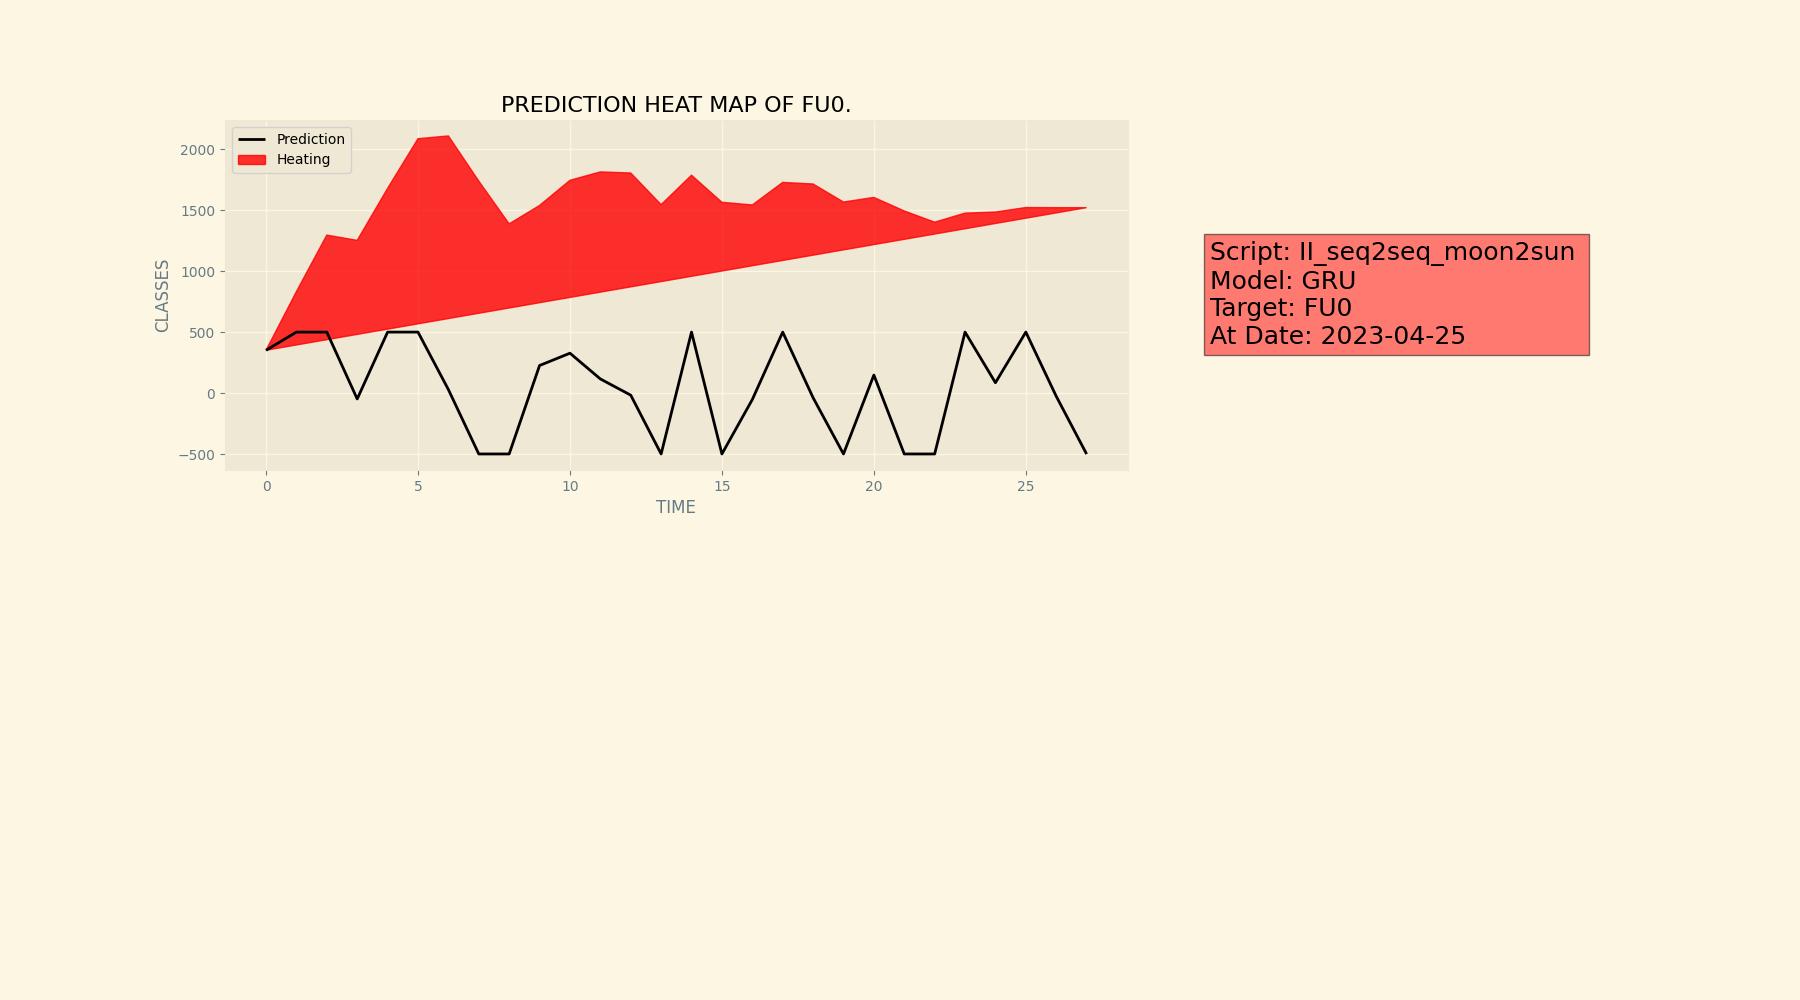 PREDICTION HEAT MAP OF FU0.
Prediction
Heating
2000
1500
1000
500
0
−500
CLASSES
0 5 10 15 20 25
TIME
Script: II_seq2seq_moon2sun
Model: GRU
Target: FU0
At Date: 2023-04-25